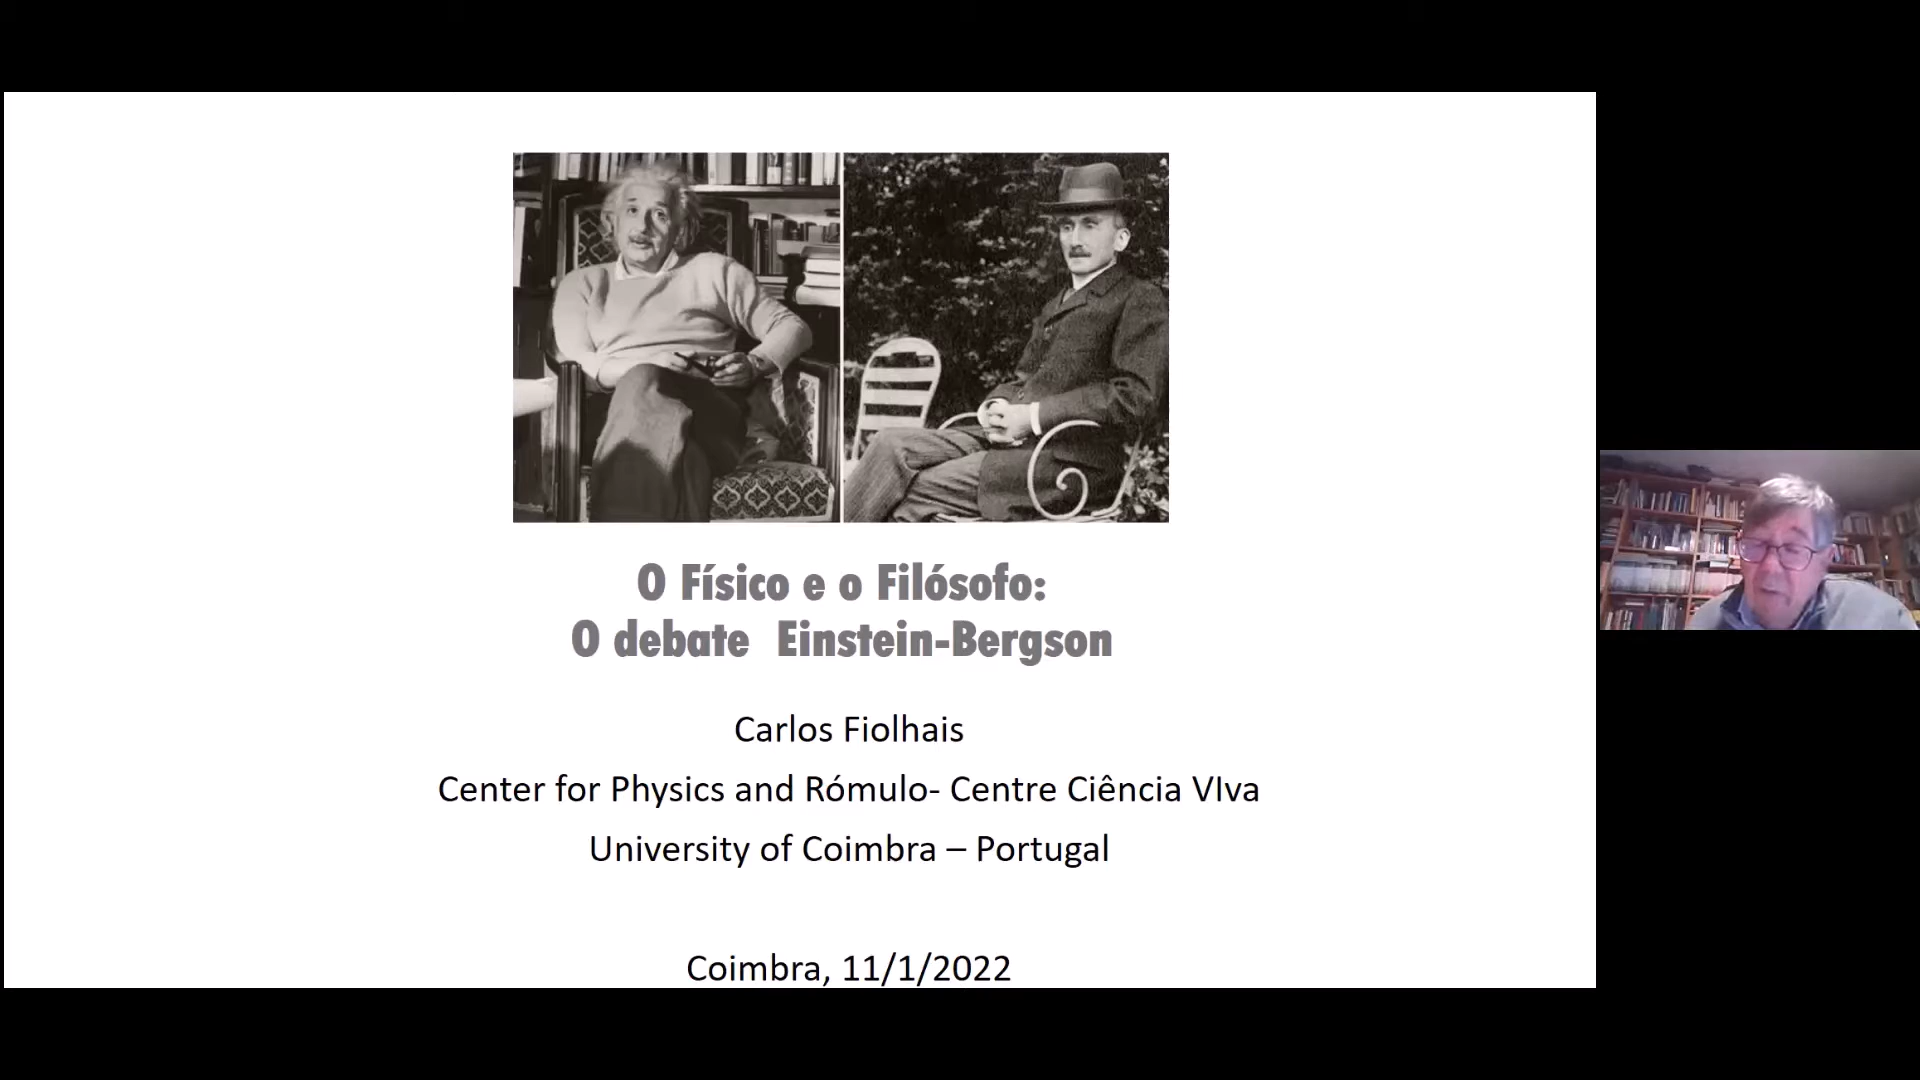 O Físico e o Filósofo:
O debate Einstein-Bergson
Carlos Fiolhais
Center for Physics and Rómulo- Centre Ciência VIva
University of Coimbra – Portugal
Coimbra, 11/1/2022